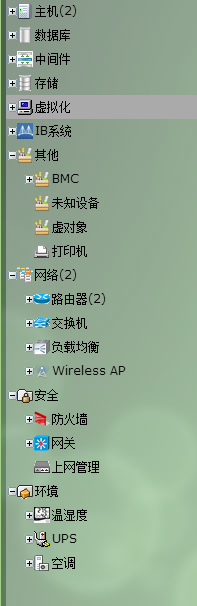 主机(2)
数据库
中间件
存储
虚拟化
IB系统
其他
BMC
未知设备
虚对象
打印机
网络(2)
路由器(2)
交换机
负载均衡
Wireless AP
安全
防火墙
网关
上网管理
环境
温湿度
UPS
空调